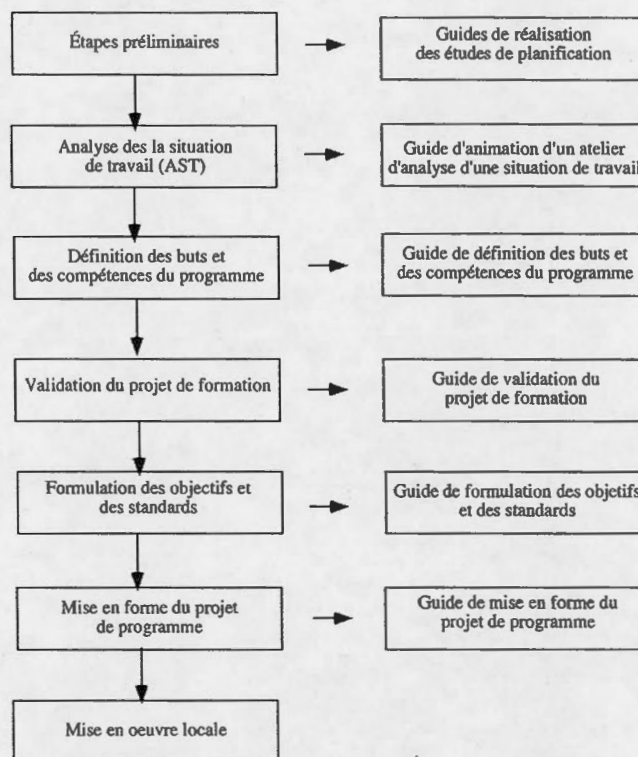 Étapes préliminaires
Guides de réalisation
des études de planification
Analyse des la situation
de travail (AST)
Guide d'animation d'un atelier
d'analyse d'une situation de travail
Définition des buts et
des compétences du programme
Guide de définition des buts et
des compétences du programme
Validation du projet de formation
Guide de validation du
projet de formation
Formulation des objectifs et
des standards
Guide de formulation des objetifs
et des standards
Mise en forme du projet
de programme
Guide de mise en forme du
projet de programme
Mise en oeuvre locale